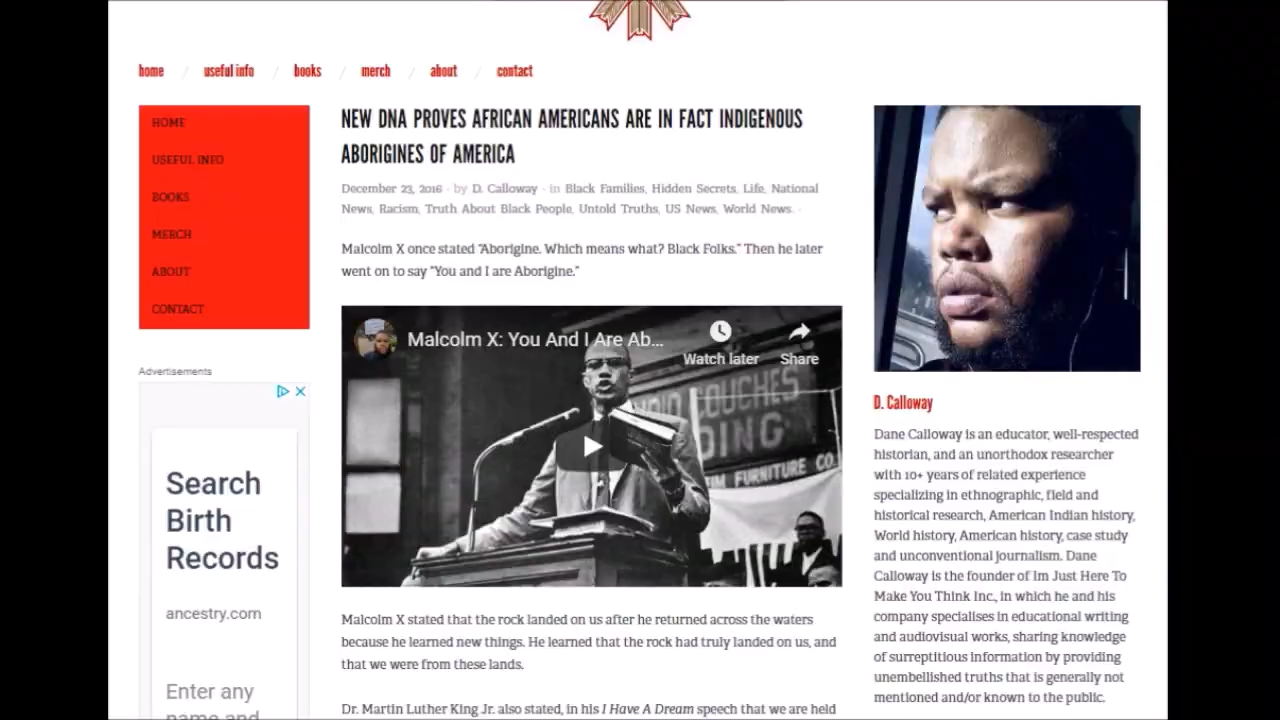 home / useful info / books / merch / about / contact
HOME
USEFUL INFO
BOOKS
MERCH
ABOUT
CONTACT
Advertisements
Search
Birth
Records
ancestry.com
Enter any
name and
NEW DNA PROVES AFRICAN AMERICANS ARE IN FACT INDIGENOUS
ABORIGINES OF AMERICA
December 23, 2016 · by D. Calloway · in Black Families, Hidden Secrets, Life, National
News, Racism, Truth About Black People, Untold Truths, US News, World News. ·
Malcolm X once stated "Aborigine. Which means what? Black Folks." Then he later
went on to say "You and I are Aborigine."
Malcolm X: You And I Are Ab...
Watch later
Share
COUCHES
DING
FURNITURE CO
Malcolm X stated that the rock landed on us after he returned across the waters
because he learned new things. He learned that the rock had truly landed on us, and
that we were from these lands.
Dr. Martin Luther King Jr. also stated, in his I Have A Dream speech that we are held
D. Calloway
Dane Calloway is an educator, well-respected
historian, and an unorthodox researcher
with 10+ years of related experience
specializing in ethnographic, field and
historical research, American Indian history,
World history, American history, case study
and unconventional journalism. Dane
Calloway is the founder of Im Just Here To
Make You Think Inc., in which he and his
company specialises in educational writing
and audiovisual works, sharing knowledge
of surreptitious information by providing
unembellished truths that is generally not
mentioned and/or known to the public.